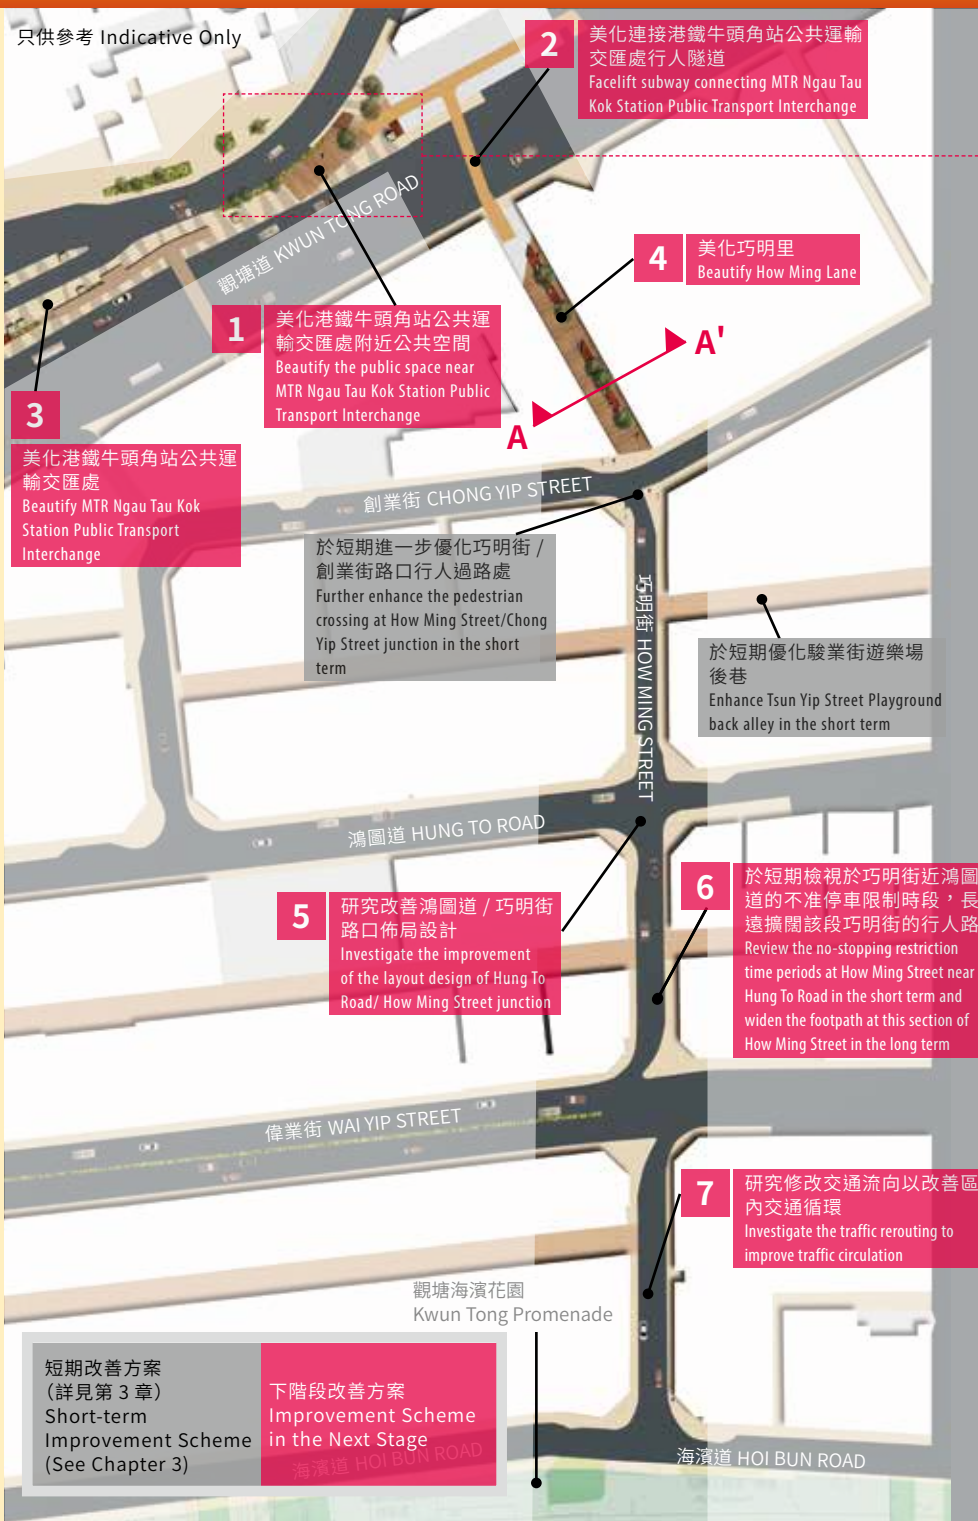 只供參考 Indicative Only
2
美化連接港鐵牛頭角站公共運輸
交匯處行人隧道
Facelift subway connecting MTR Ngau Tau
Kok Station Public Transport Interchange
觀塘道 KWUN TONG ROAD
4
美化巧明里
Beautify How Ming Lane
1
美化港鐵牛頭角站公共運
輸交匯處附近公共空間
Beautify the public space near
MTR Ngau Tau Kok Station Public
Transport Interchange
A'
A
3
美化港鐵牛頭角站公共運
輸交匯處
Beautify MTR Ngau Tau Kok
Station Public Transport
Interchange
創業街 CHONG YIP STREET
於短期進一步優化巧明街 /
創業街路口行人過路處
Further enhance the pedestrian
crossing at How Ming Street/Chong
Yip Street junction in the short
term
巧明街 HOW MING STREET
於短期優化駿業街遊樂場
後巷
Enhance Tsun Yip Street Playground
back alley in the short term
鴻圖道 HUNG TO ROAD
5
研究改善鴻圖道 / 巧明街
路口佈局設計
Investigate the improvement
of the layout design of Hung To
Road/ How Ming Street junction
6
於短期檢視於巧明街近鴻圖
道的不准停車限制時段，長
遠擴闊該段巧明街的行人路
Review the no-stopping restriction
time periods at How Ming Street near
Hung To Road in the short term and
widen the footpath at this section of
How Ming Street in the long term
偉業街 WAI YIP STREET
7
研究修改交通流向以改善區
內交通循環
Investigate the traffic rerouting to
improve traffic circulation
觀塘海濱花園
Kwun Tong Promenade
短期改善方案
（詳見第 3 章）
Short-term
Improvement Scheme
(See Chapter 3)
下階段改善方案
Improvement Scheme
in the Next Stage
海濱道 HOI BUN ROAD
海濱道 HOI BUN ROAD